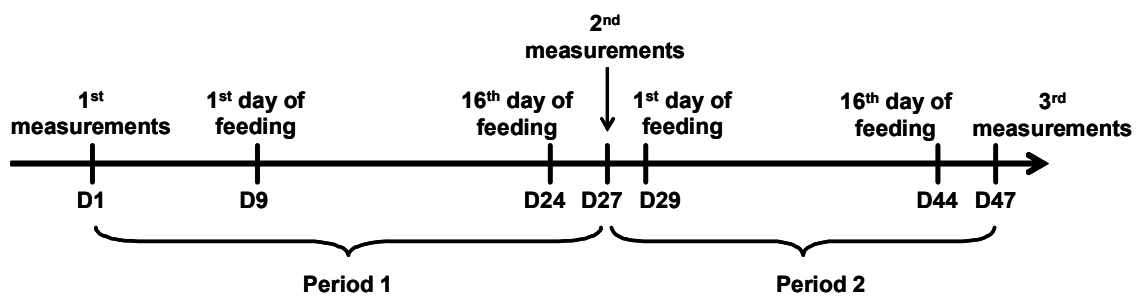 2nd
measurements
1st
measurements
1st day of
feeding
16th day of
feeding
1st day of
feeding
16th day of
feeding
3rd
measurements
D1
D9
D24
D27
D29
D44
D47
Period 1
Period 2